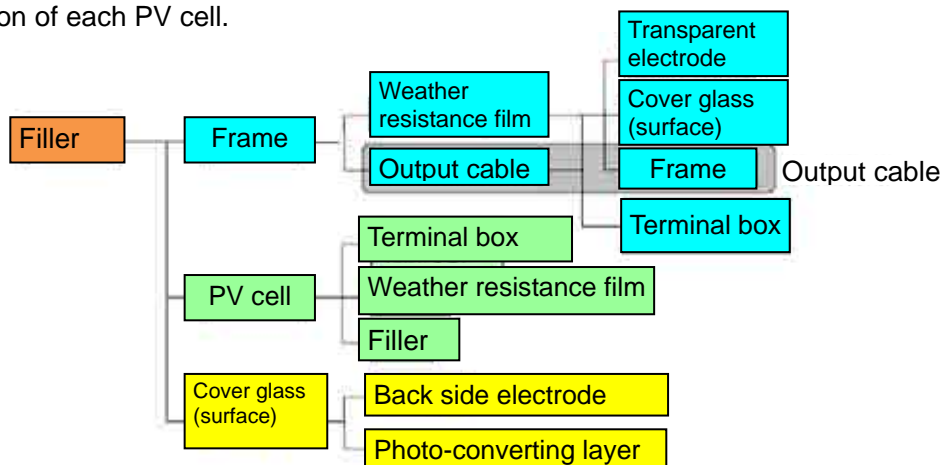 on of each PV cell.
Transparent
electrode
Weather
resistance film
Cover glass
(surface)
Filler
Frame
Output cable
Frame
Output cable
Terminal box
Terminal box
PV cell
Weather resistance film
Filler
Cover glass
(surface)
Back side electrode
Photo-converting layer